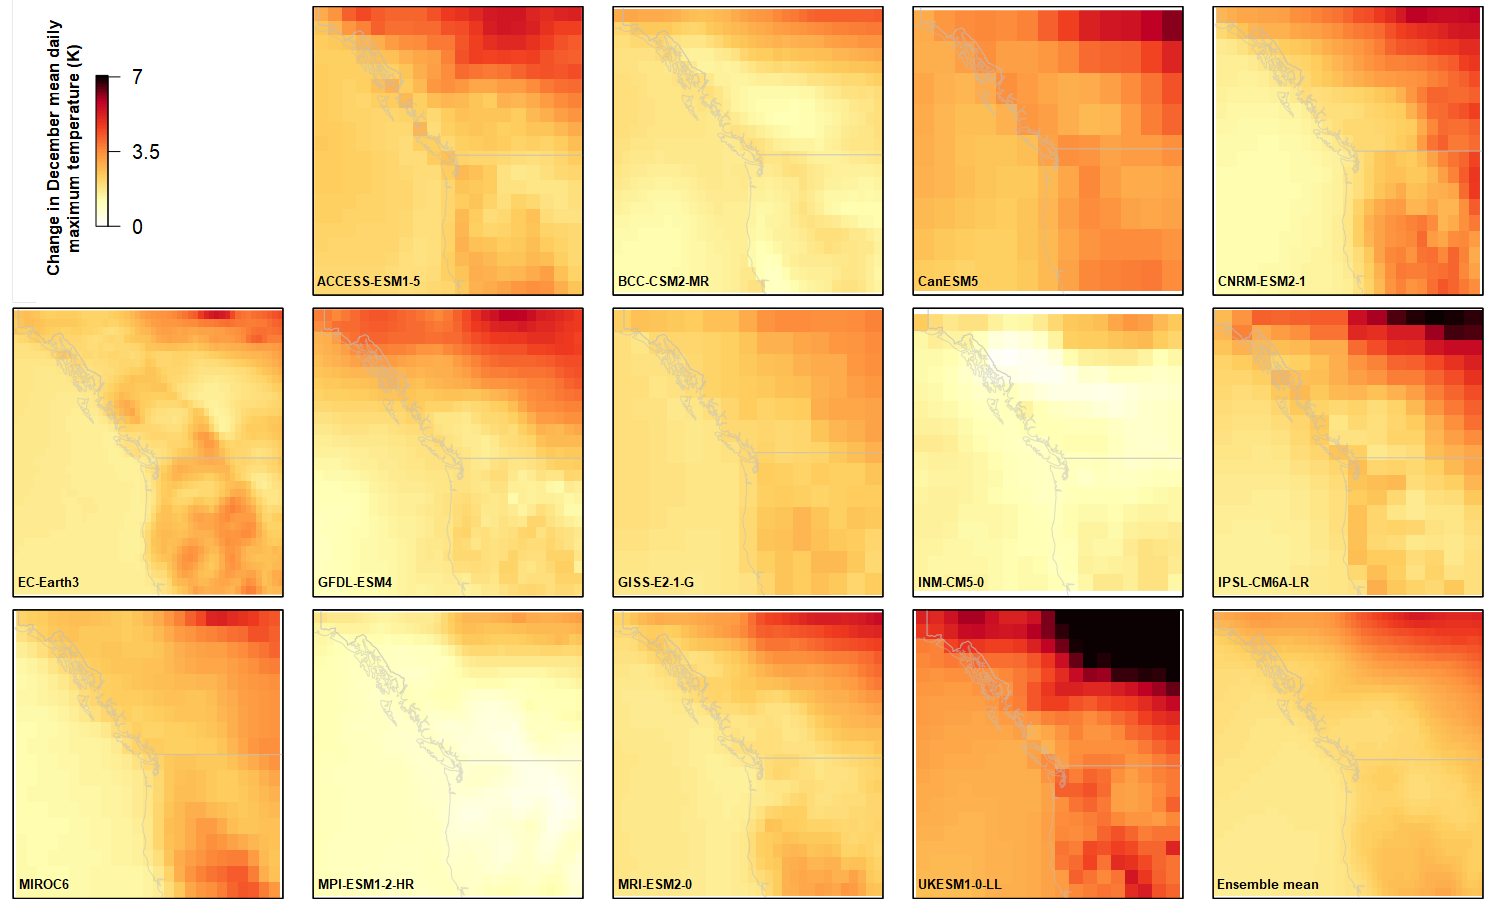 Change in December mean daily
maximum temperature (K)
7
3.5
0
ACCESS-ESM1-5
BCC-CSM2-MR
CanESM5
CNRM-ESM2-1
EC-Earth3
GFDL-ESM4
GISS-E2-1-G
INM-CM5-0
IPSL-CM6A-LR
MIROC6
MPI-ESM1-2-HR
MRI-ESM2-0
UKESM1-0-LL
Ensemble mean